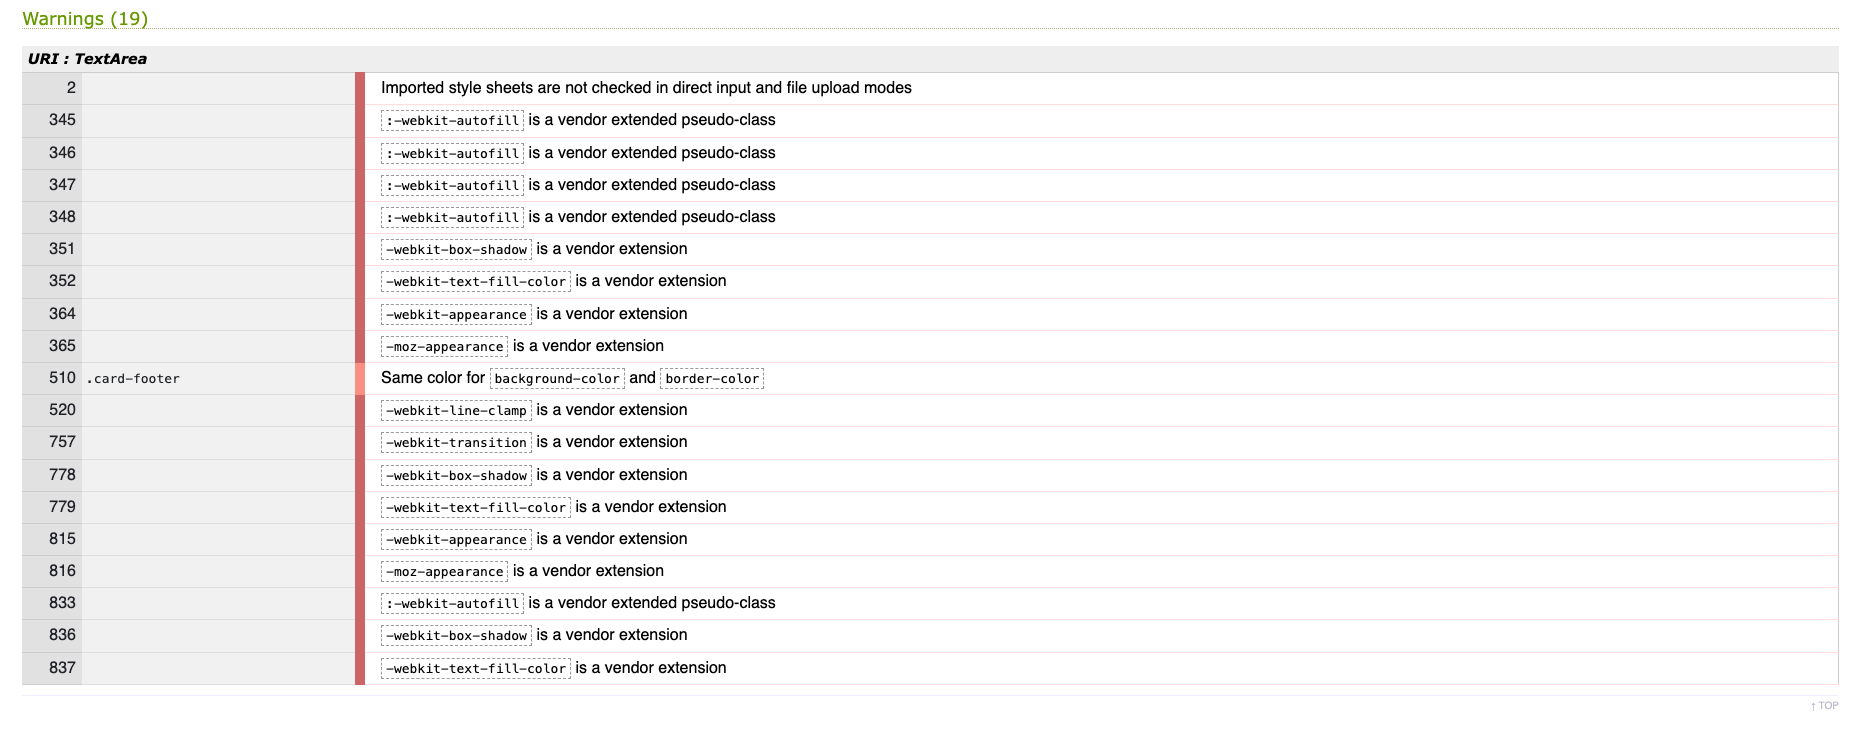 Warnings (19)
URI : TextArea
2 Imported style sheets are not checked in direct input and file upload modes
345 :-webkit-autofill is a vendor extended pseudo-class
346 :-webkit-autofill is a vendor extended pseudo-class
347 :-webkit-autofill is a vendor extended pseudo-class
348 :-webkit-autofill is a vendor extended pseudo-class
351 -webkit-box-shadow is a vendor extension
352 -webkit-text-fill-color is a vendor extension
364 -webkit-appearance is a vendor extension
365 -moz-appearance is a vendor extension
510 .card-footer Same color for background-color and border-color
520 -webkit-line-clamp is a vendor extension
757 -webkit-transition is a vendor extension
778 -webkit-box-shadow is a vendor extension
779 -webkit-text-fill-color is a vendor extension
815 -webkit-appearance is a vendor extension
816 -moz-appearance is a vendor extension
833 :-webkit-autofill is a vendor extended pseudo-class
836 -webkit-box-shadow is a vendor extension
837 -webkit-text-fill-color is a vendor extension
↑ TOP